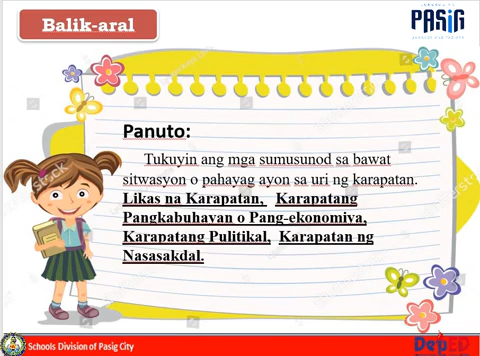 Balik-aral
PASIG
Panuto:
Tukuyin ang mga sumusunod sa bawat
sitwasyon o pahayag ayon sa uri ng karapatan.
Likas na Karapatan, Karapatang
Pangkabuhayan o Pang-ekonomiya,
Karapatang Pulitikal, Karapatan ng
Nasasakdal.
Schools Division of Pasig City
DepED